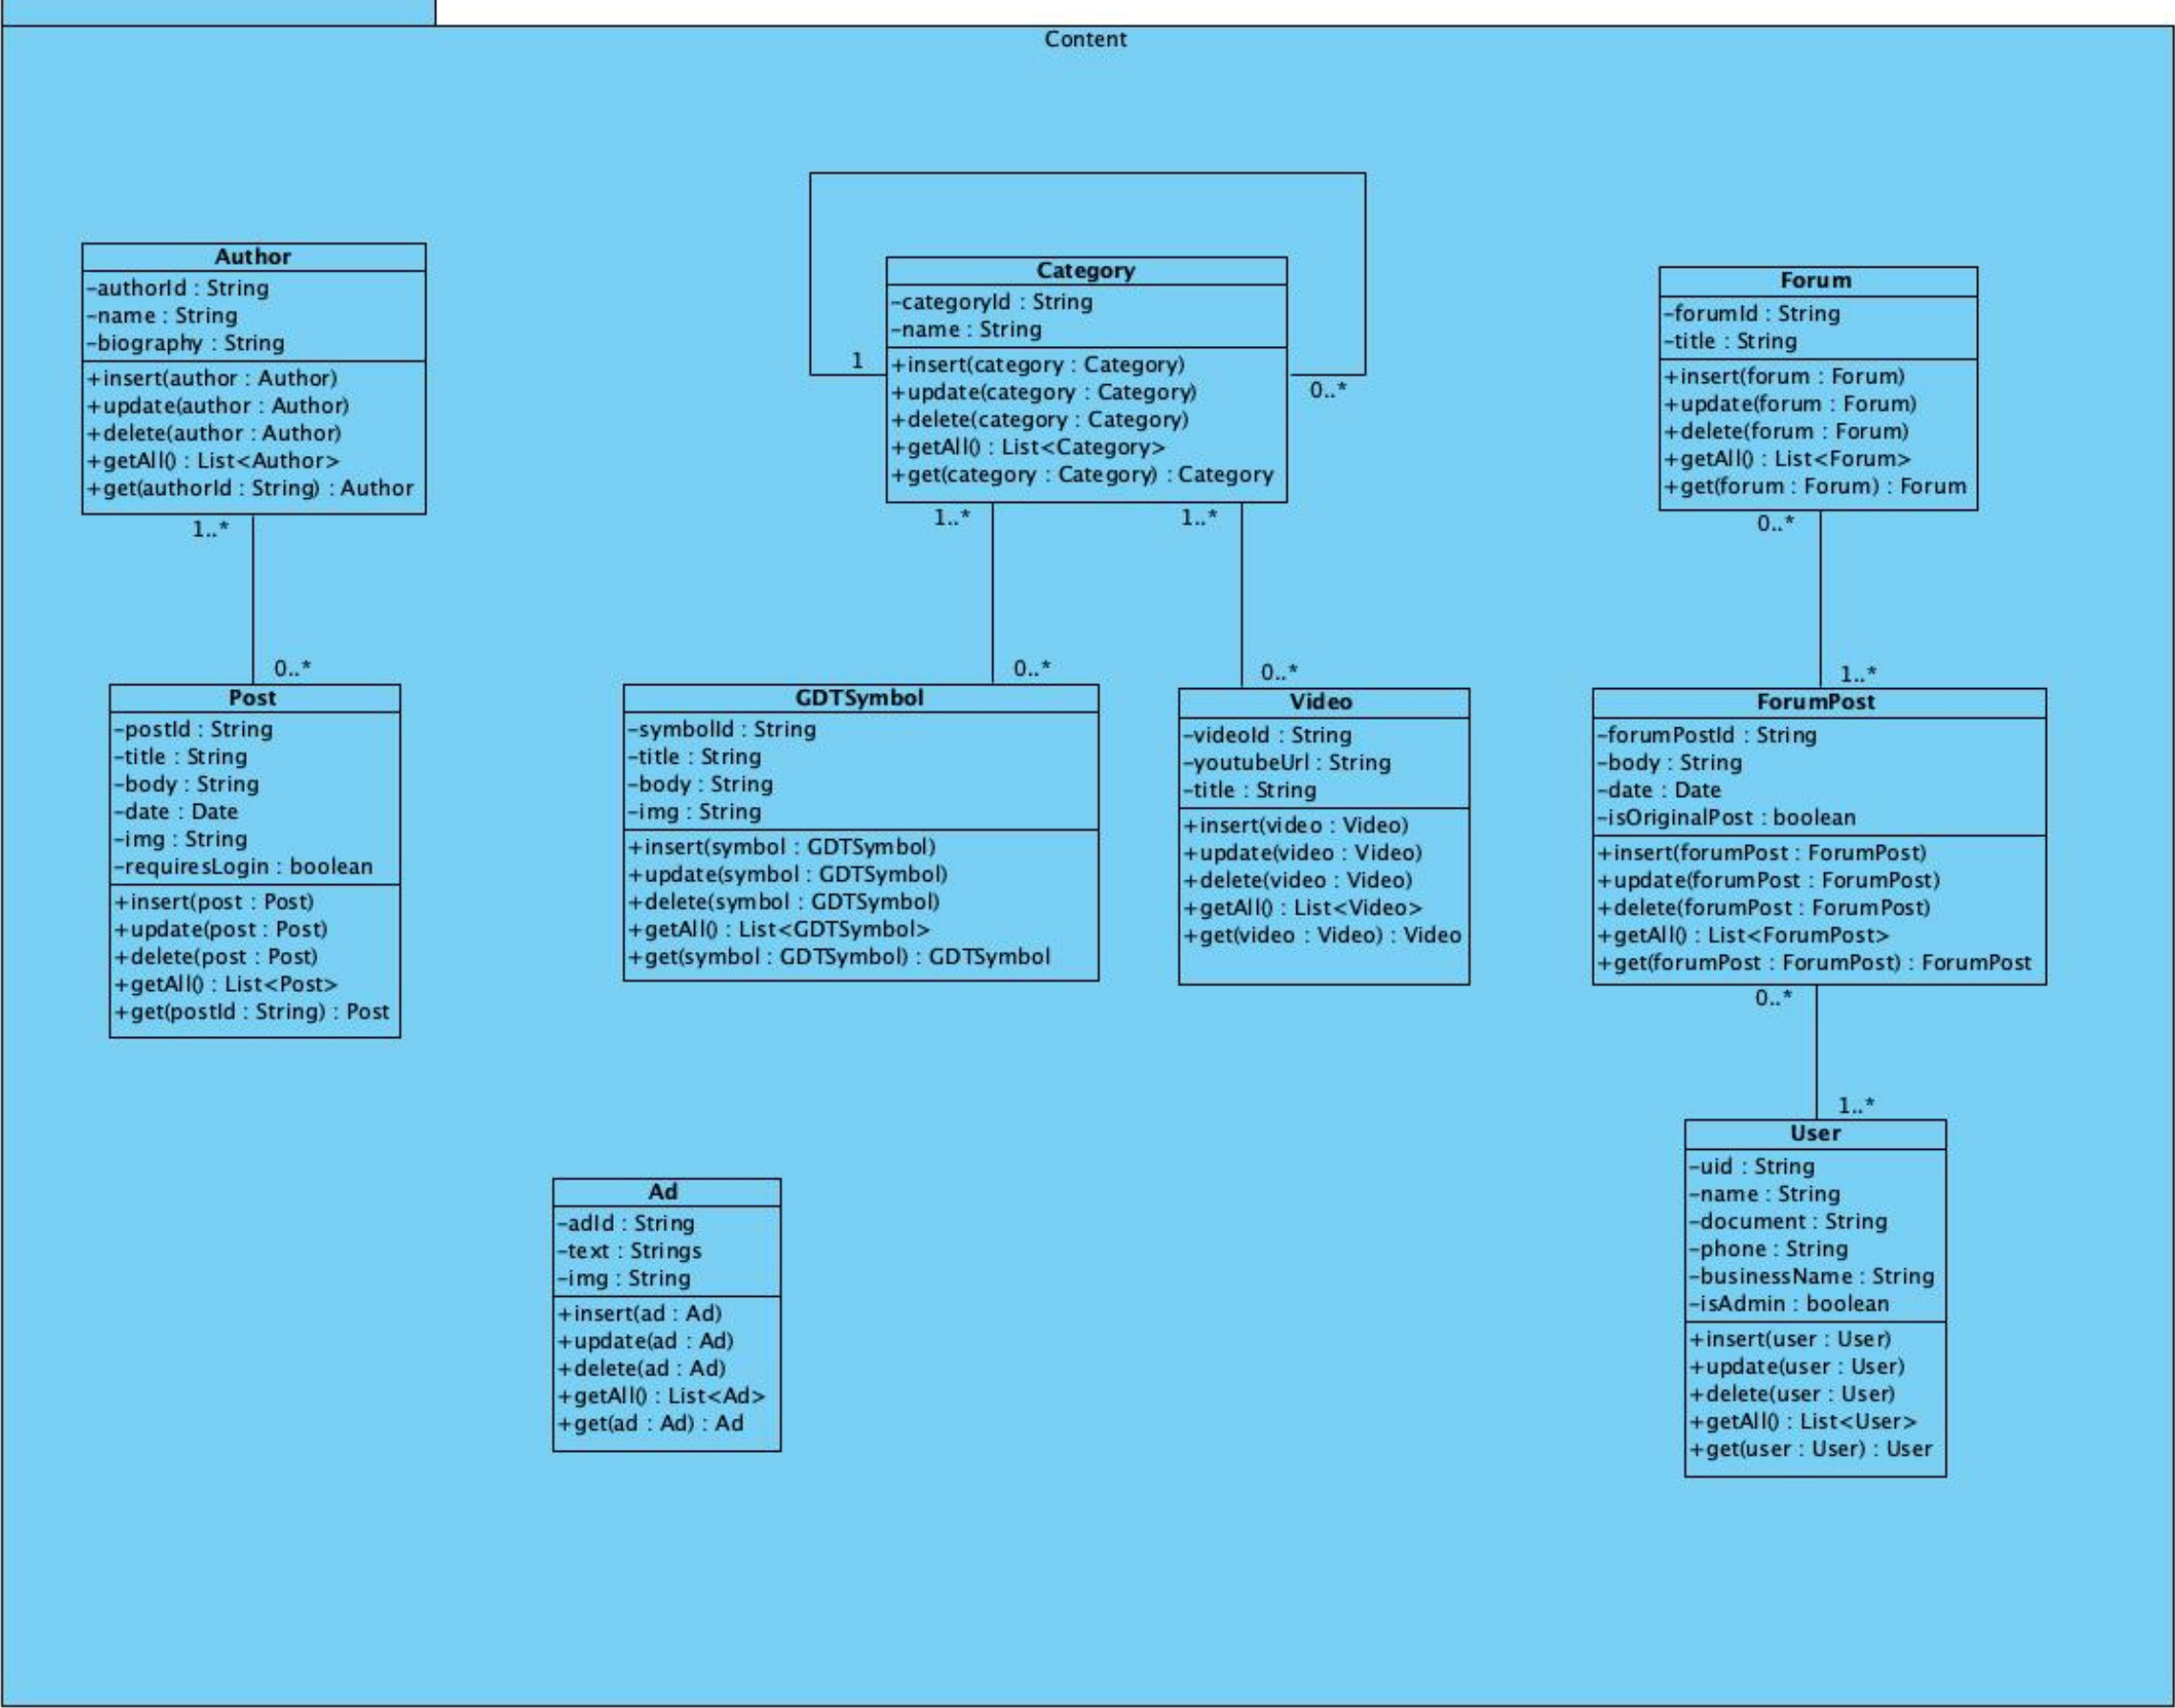 Content
Author
-authorId : String
-name : String
-biography : String
+insert(author : Author)
+update(author : Author)
+delete(author : Author)
+getAll() : List<Author>
+get(authorId : String) : Author
1..*
0..*
Post
-postId : String
-title : String
-body : String
-date : Date
-img : String
-requiresLogin : boolean
+insert(post : Post)
+update(post : Post)
+delete(post : Post)
+getAll() : List<Post>
+get(postId : String) : Post
Category
-categoryId : String
-name : String
+insert(category : Category)
+update(category : Category)
+delete(category : Category)
+getAll() : List<Category>
+get(category : Category) : Category
1
0..*
1..*
1..*
0..*
0..*
GDTSymbol
-symbolId : String
-title : String
-body : String
-img : String
+insert(symbol : GDTSymbol)
+update(symbol : GDTSymbol)
+delete(symbol : GDTSymbol)
+getAll() : List<GDTSymbol>
+get(symbol : GDTSymbol) : GDTSymbol
Video
-videoId : String
-youtubeUrl : String
-title : String
+insert(video : Video)
+update(video : Video)
+delete(video : Video)
+getAll() : List<Video>
+get(video : Video) : Video
Forum
-forumId : String
-title : String
+insert(forum : Forum)
+update(forum : Forum)
+delete(forum : Forum)
+getAll() : List<Forum>
+get(forum : Forum) : Forum
0..*
1..*
ForumPost
-forumPostId : String
-body : String
-date : Date
-isOriginalPost : boolean
+insert(forumPost : ForumPost)
+update(forumPost : ForumPost)
+delete(forumPost : ForumPost)
+getAll() : List<ForumPost>
+get(forumPost : ForumPost) : ForumPost
0..*
1..*
User
-uid : String
-name : String
-document : String
-phone : String
-businessName : String
-isAdmin : boolean
+insert(user : User)
+update(user : User)
+delete(user : User)
+getAll() : List<User>
+get(user : User) : User
Ad
-adId : String
-text : Strings
-img : String
+insert(ad : Ad)
+update(ad : Ad)
+delete(ad : Ad)
+getAll() : List<Ad>
+get(ad : Ad) : Ad